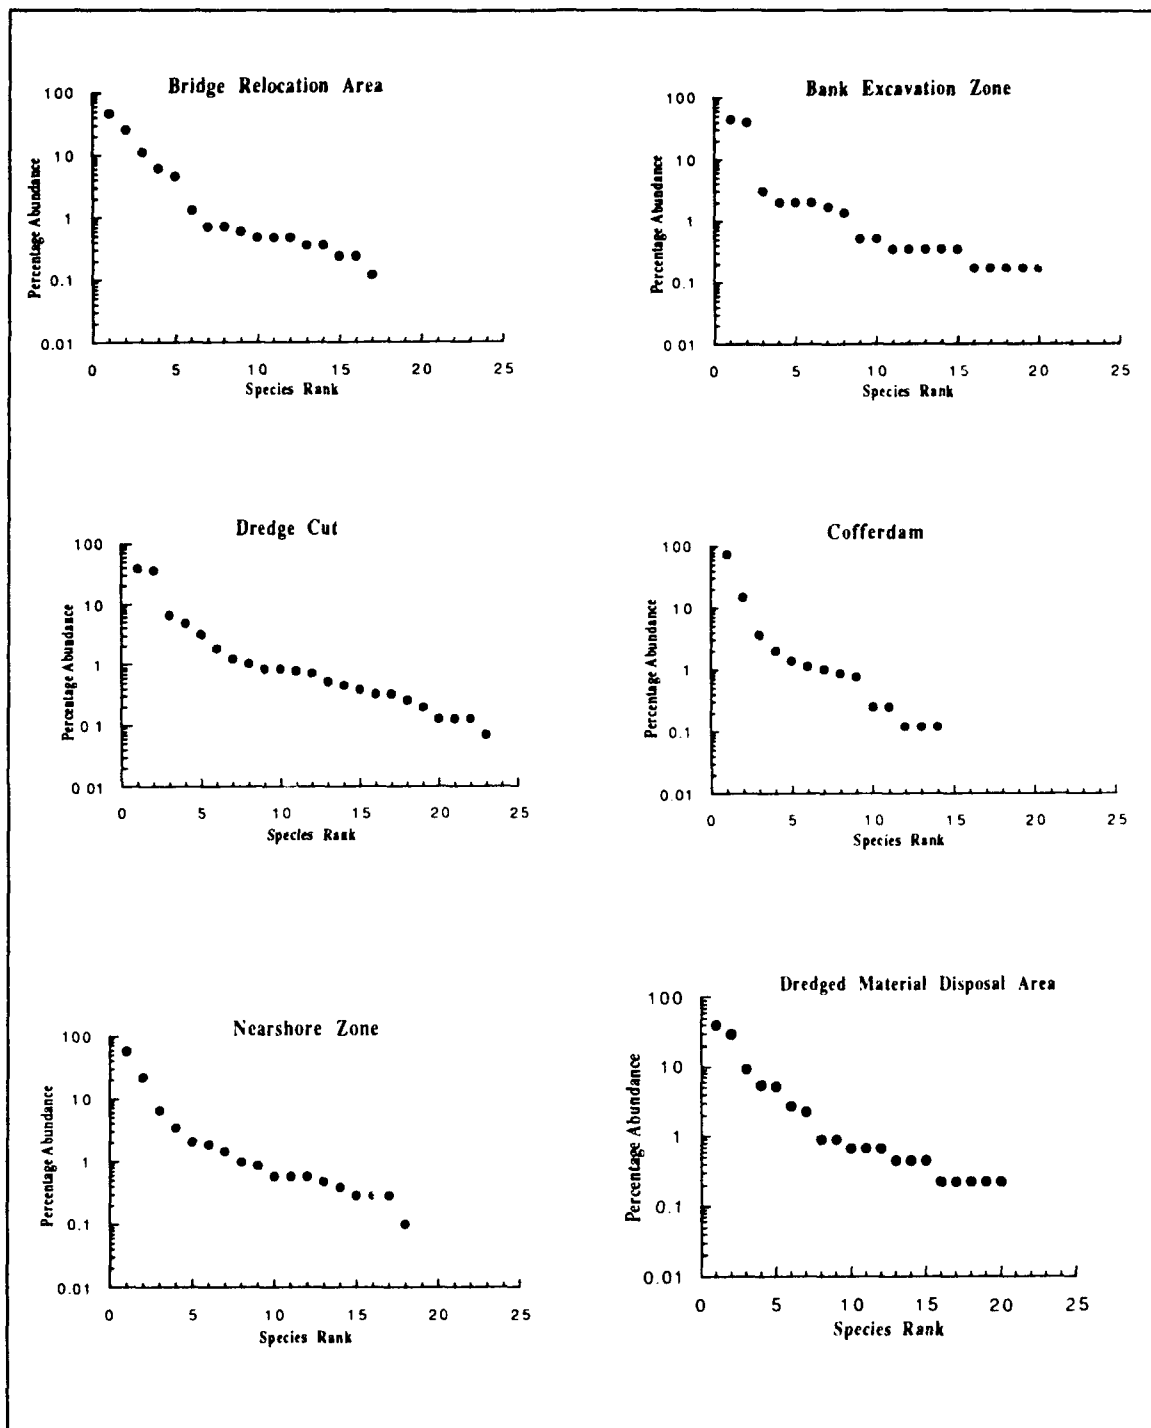 Bridge Relocation Area
100
10
1
0.1
0.01
Percentage Abundance
0 5 10 15 20 25
Species Rank
Bank Excavation Zone
100
10
1
0.1
0 01
Percentage Abundance
0 5 10 15 20 25
Species Rank
Dredge Cut
100
10
1
0.1
0 01
Percentage Abundance
0 5 10 15 20 25
Species Rank
Cofferdam
100
10
1
0.1
0.01
Percentage Abundance
0 5 10 15 20 25
Species Rank
Nearshore Zone
100
10
1
0.1
0.01
Percentage Abundance
0 5 10 15 20 25
Species Rank
Dredged Material Disposal Area
100
10
1
0.1
0.01
Percentage Abundance
0 5 10 15 20 25
Species Rank